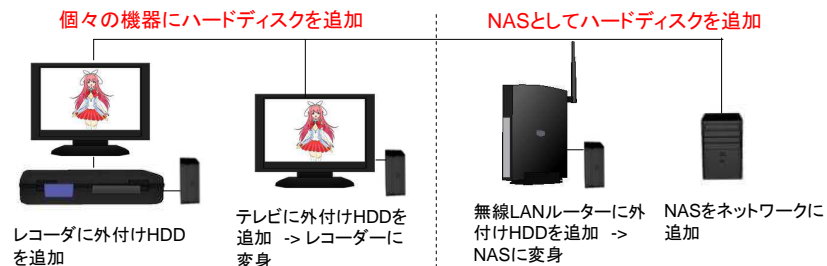 個々の機器にハードディスクを追加
NASとしてハードディスクを追加
レコーダに外付けHDD
を追加
テレビに外付けHDDを
追加 -> レコーダーに
変身
無線LANルーターに外
付けHDDを追加 ->
NASに変身
NASをネットワークに
追加